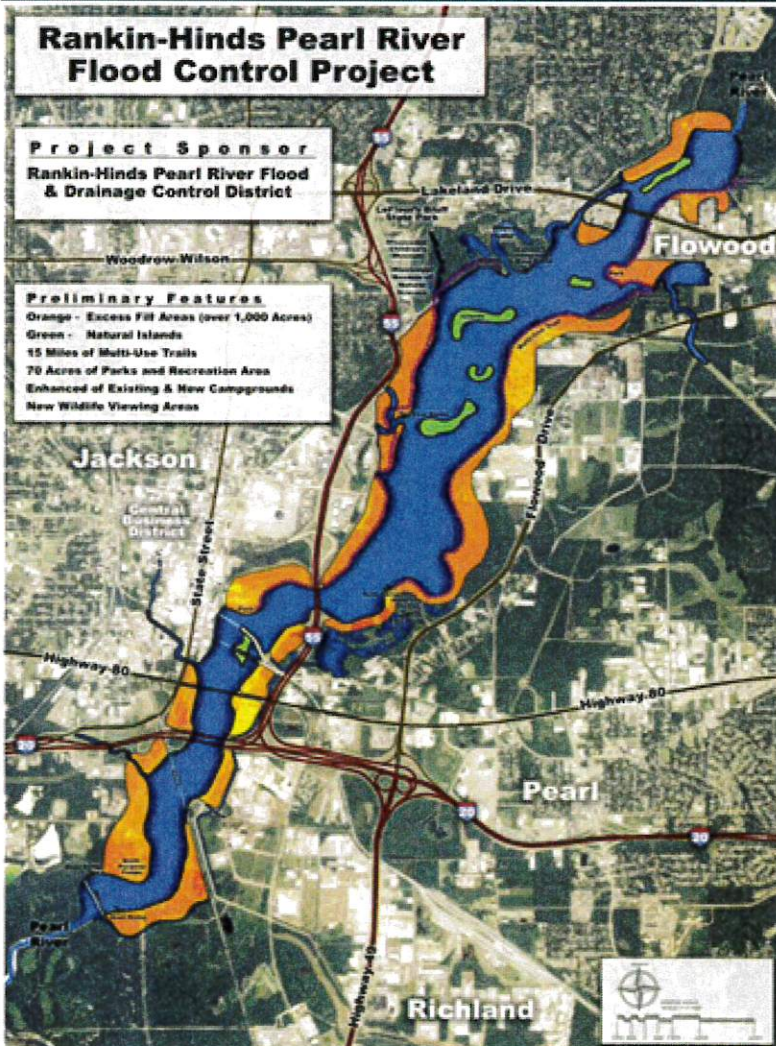 Rankin-Hinds Pearl River
Flood Control Project
Project Sponsor
Rankin-Hinds Pearl River Flood
& Drainage Control District
Preliminary Features
Orange - Excess Fill Areas (over 1,000 Acres)
Green - Natural Islands
15 Miles of Multi-Use Trails
70 Acres of Parks and Recreation Area
Enhanced of Existing & New Campgrounds
New Wildlife Viewing Areas
Pearl
River
55
Lakeland Drive
State Park
Woodrow Wilson
Flowood
55
Jackson
Central
Business
District
State Street
Flowood Drive
55
Highway 80
Highway 80
20
Pearl
20
20
Pearl
River
Highway 49
Richland